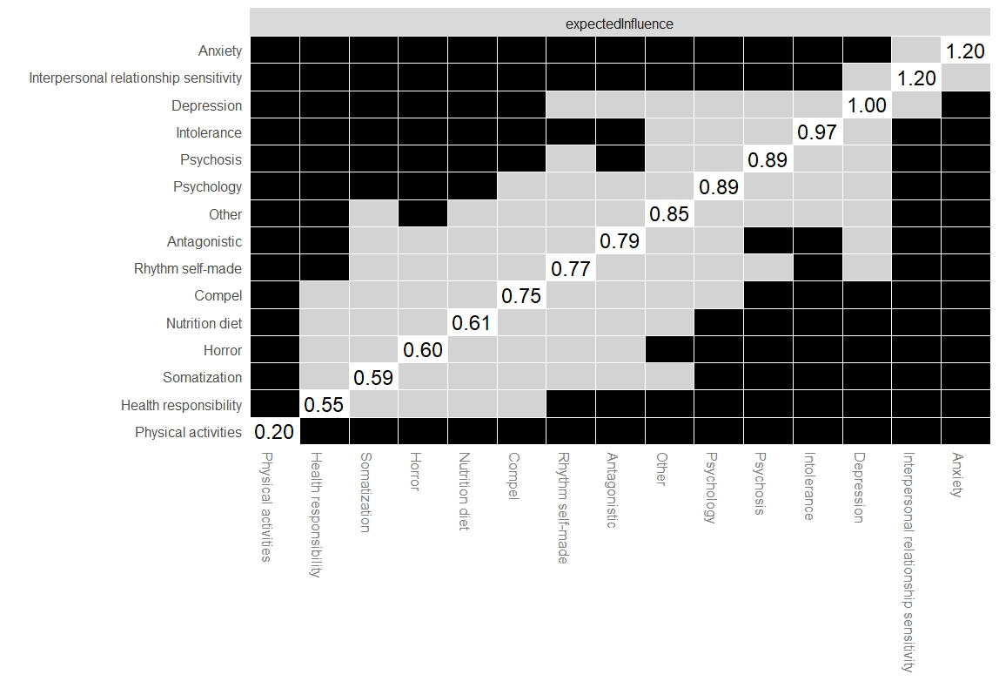 expectedInfluence
Anxiety 1.20
Interpersonal relationship sensitivity 1.20
Depression 1.00
Intolerance 0.97
Psychosis 0.89
Psychology 0.89
Other 0.85
Antagonistic 0.79
Rhythm self-made 0.77
Compel 0.75
Nutrition diet 0.61
Horror 0.60
Somatization 0.59
Health responsibility 0.55
Physical activities 0.20
Physical activities
Health responsibility
Somatization
Horror
Nutrition diet
Compel
Rhythm self-made
Antagonistic
Other
Psychology
Psychosis
Intolerance
Depression
Interpersonal relationship sensitivity
Anxiety